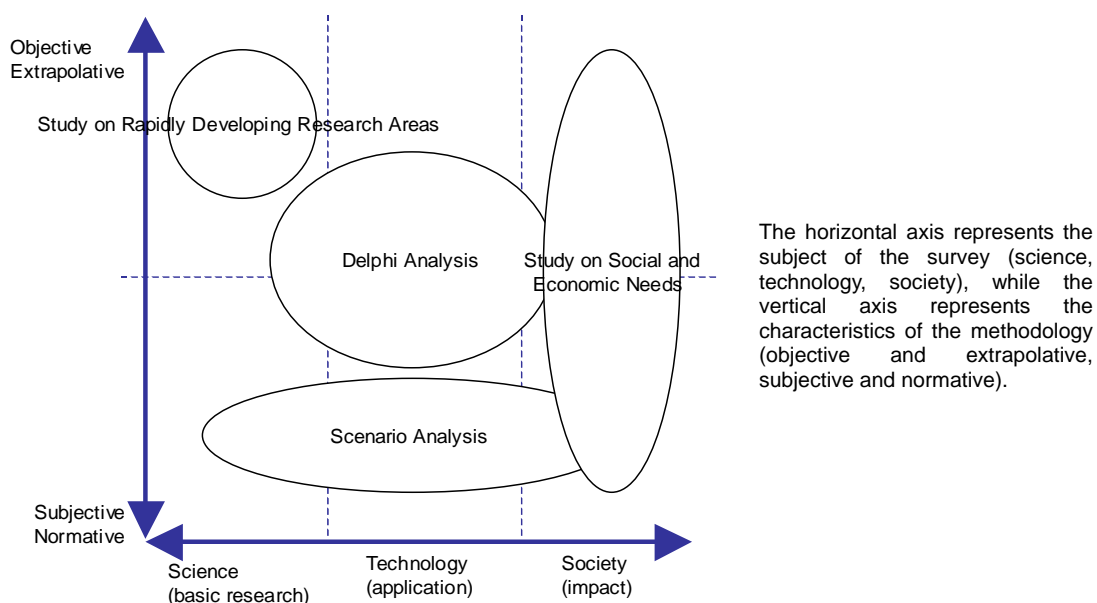 Objective
Extrapolative
Study on Rapidly Developing Research Areas
Delphi Analysis
Study on Social and
Economic Needs
Scenario Analysis
Subjective
Normative
Science
(basic research)
Technology
(application)
Society
(impact)
The horizontal axis represents the
subject of the survey (science,
technology, society), while the
vertical axis represents the
characteristics of the methodology
(objective and extrapolative,
subjective and normative).